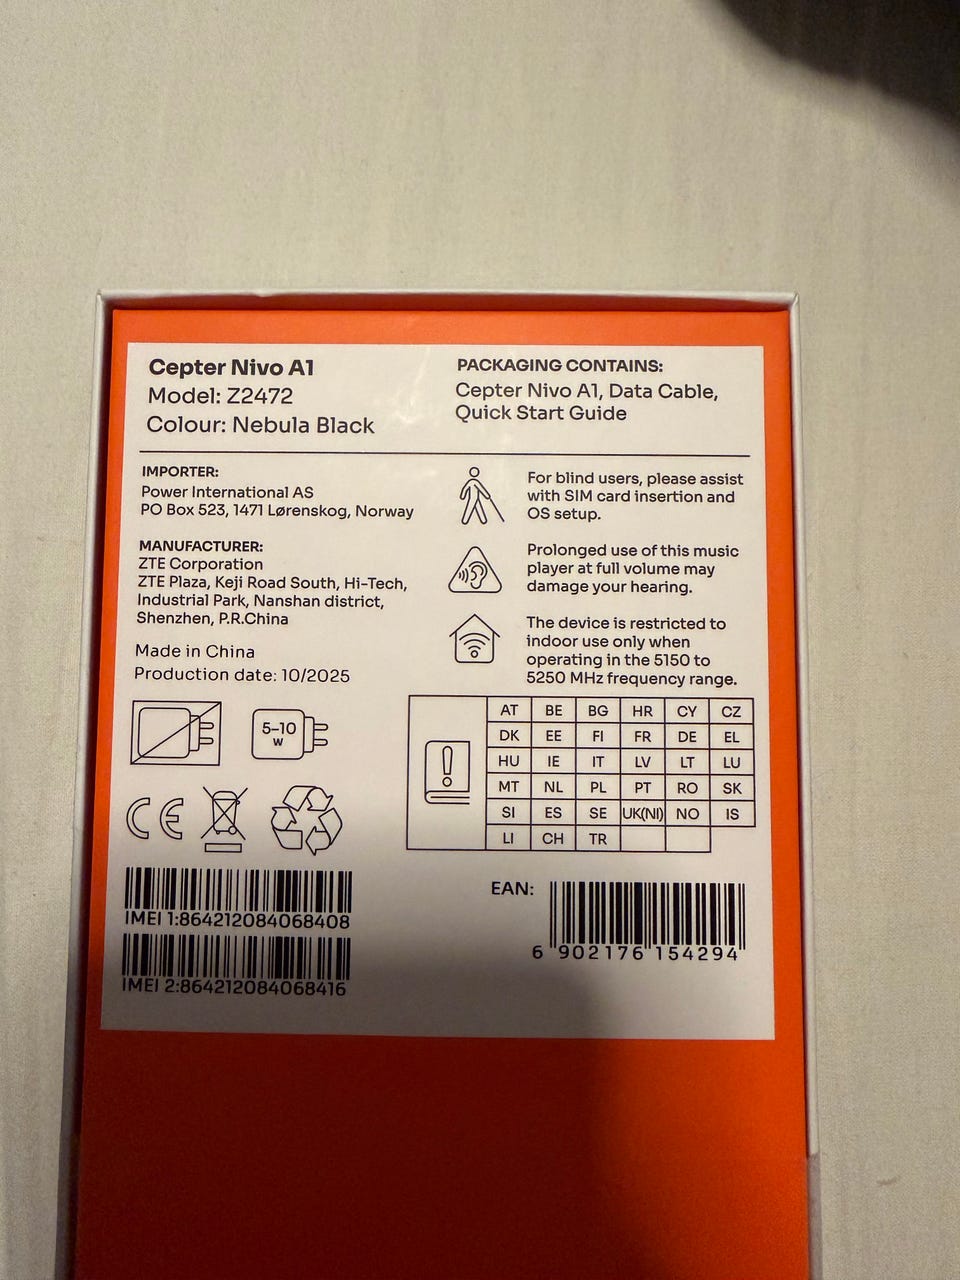 Cepter Nivo A1
Model: Z2472
Colour: Nebula Black
PACKAGING CONTAINS:
Cepter Nivo A1, Data Cable,
Quick Start Guide
IMPORTER:
Power International AS
PO Box 523, 1471 Lørenskog, Norway
MANUFACTURER:
ZTE Corporation
ZTE Plaza, Keji Road South, Hi-Tech,
Industrial Park, Nanshan district,
Shenzhen, P.R.China
Made in China
Production date: 10/2025
For blind users, please assist
with SIM card insertion and
OS setup.
Prolonged use of this music
player at full volume may
damage your hearing.
The device is restricted to
indoor use only when
operating in the 5150 to
5250 MHz frequency range.
5–10
W
AT BE BG HR CY CZ
DK EE FI FR DE EL
HU IE IT LV LT LU
MT NL PL PT RO SK
SI ES SE UK(NI) NO IS
LI CH TR
CE
IMEI 1:864212084068408
IMEI 2:864212084068416
EAN:
6 902176 154294